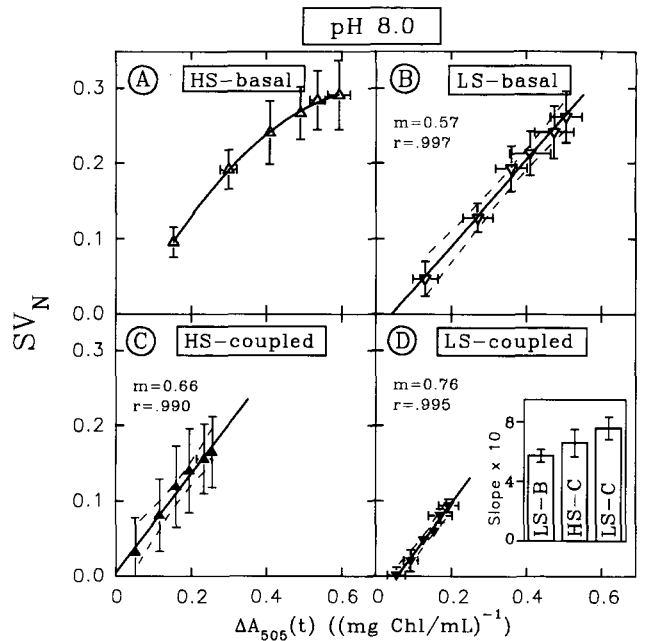 pH 8.0
A HS-basal
B LS-basal
m=0.57
r=.997
0.3
0.2
0.1
0.0
C HS-coupled
D LS-coupled
m=0.66
r=.990
m=0.76
r=.995
0.3
0.2
0.1
0.0
SV_N
Slope x 10
8
4
0
LS-B
HS-C
LS-C
0 0.2 0.4 0.6 0 0.2 0.4 0.6
ΔA₅₀₅(t) ((mg Chl/mL)⁻¹)